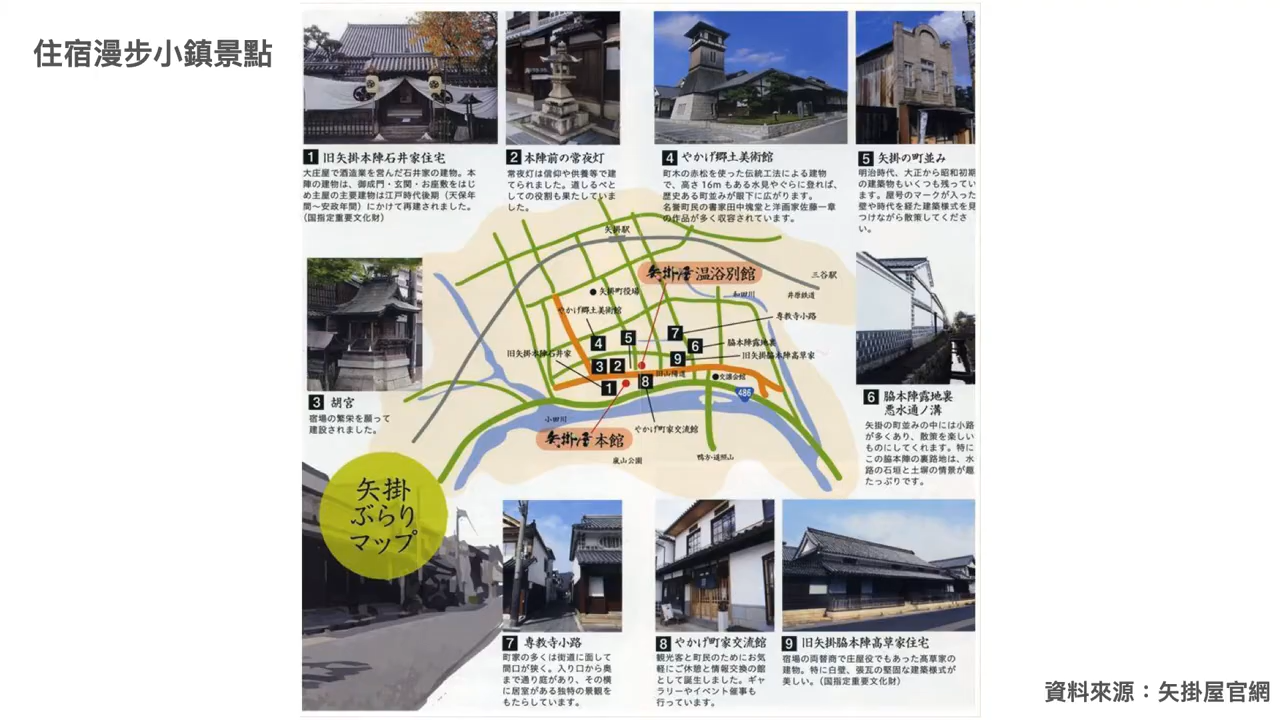 住宿漫步小鎮景點
1 旧矢掛本陣石井家住宅
大庄屋で酒造業を営んだ石井家の建物。本
陣の建物は、御成門・玄関・お座敷をはじ
め主屋の主要建物は江戸時代後期（天保年
間〜安政年間）にかけて再建されました。
（国指定重要文化財）
2 本陣前の常夜灯
常夜灯は信仰や供養等で建
てられました。道しるべと
しての役割も果たしていま
した。
4 やかげ郷土美術館
町木の赤松を使った伝統工法による建物
で、高さ16mもある水見やぐらに登れば、
歴史ある町並みが眼下に広がります。
名誉町民の書家田中塊堂と洋画家佐藤一章
の作品が多く収容されています。
5 矢掛の町並み
明治時代、大正から昭和初期
の建築物もいくつも残ってい
ます。屋号のマークが入った
壁や時代を経た建築様式を見
つけながら散策してくださ
い。
矢掛駅
矢掛屋温浴別館
三谷駅
矢掛町役場
和田川
井原鉄道
やかげ郷土美術館
専教寺小路
7
5
4
6
脇本陣露地裏
旧矢掛本陣石井家
9
旧矢掛脇本陣高草家
3 2
旧山陽道
文護会館
1
8
486
小田川
やかげ町家交流館
矢掛屋本館
嵐山公園
鴨方・遥照山
3 胡宮
宿場の繁栄を願って
建設されました。
6 脇本陣露地裏
悪水通ノ溝
矢掛の町並みの中には小路
が多くあり、散策を楽しい
ものにしてくれます。特に
この脇本陣の裏路地は、水
路の石垣と土塀の情景が趣
たっぷりです。
矢掛
ぶらり
マップ
7 専教寺小路
町家の多くは街道に面して
間口が狭く。入り口から奥
まで通り庭があり、その横
に居室がある独特の景観を
もたらしています。
8 やかげ町家交流館
観光客と町民のためにお気
軽にご休憩と情報交換の館
として誕生しました。ギャ
ラリーやイベント催事も
行っています。
9 旧矢掛脇本陣高草家住宅
宿場の両替商で庄屋役でもあった高草家の
建物。特に白壁、張瓦の堅固な建築様式が
美しい。（国指定重要文化財）
資料來源：矢掛屋官網